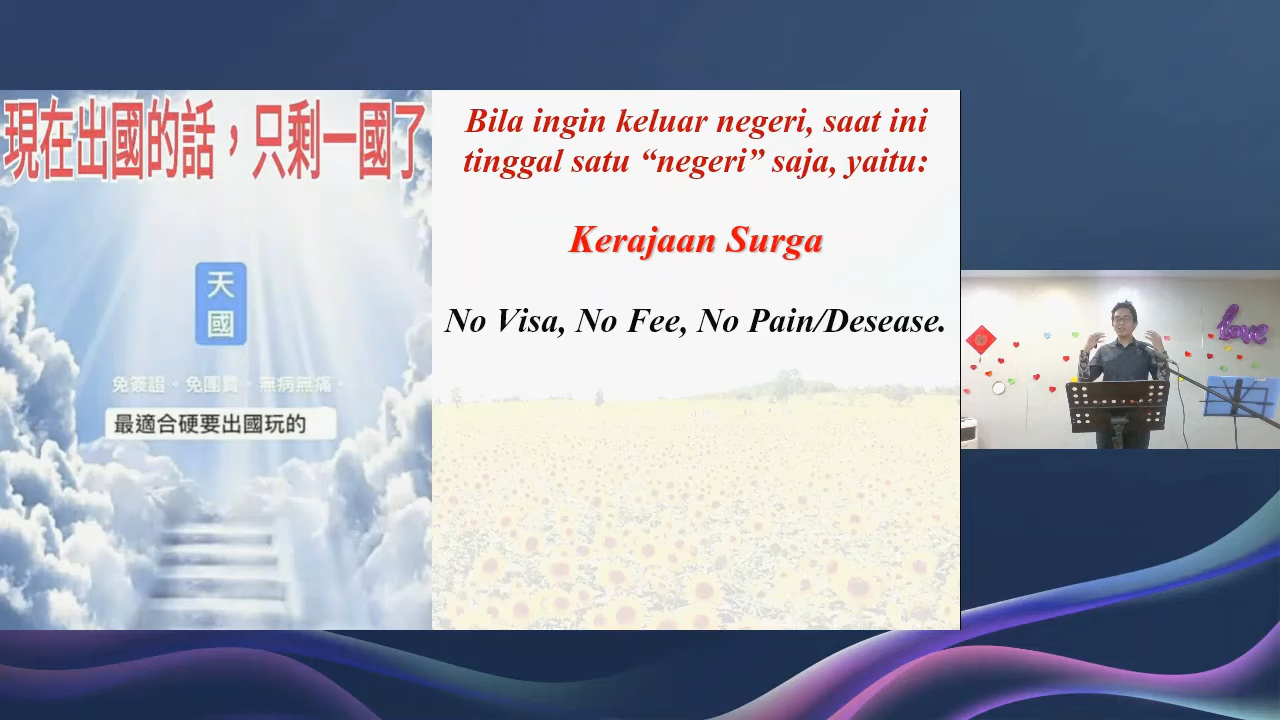 現在出國的話，只剩一國了
天
國
免簽證。免團費。無病無痛。
最適合硬要出國玩的
Bila ingin keluar negeri, saat ini
tinggal satu “negeri” saja, yaitu:
Kerajaan Surga
No Visa, No Fee, No Pain/Desease.
love